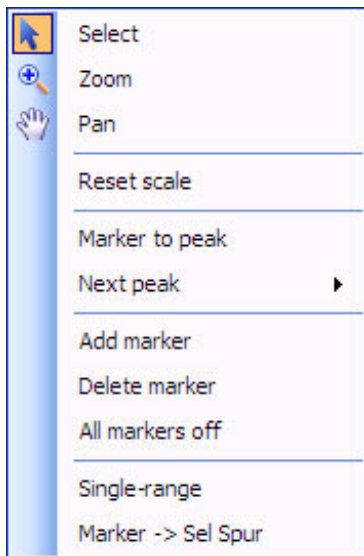 Select
Zoom
Pan
Reset scale
Marker to peak
Next peak
Add marker
Delete marker
All markers off
Single-range
Marker -> Sel Spur